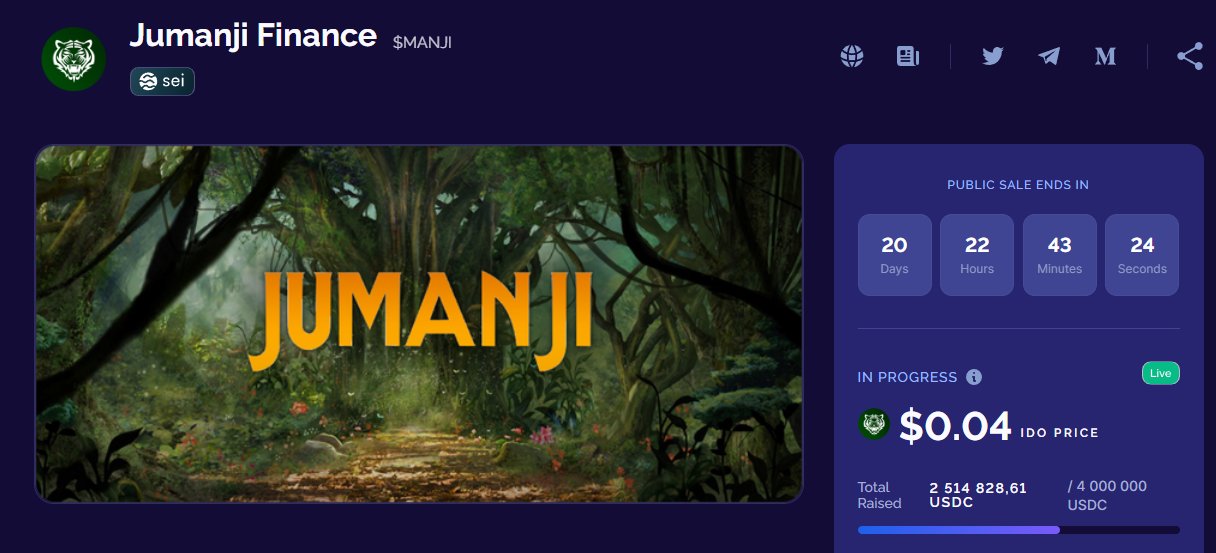 Jumanji Finance $MANJI
sei
JUMANJI
PUBLIC SALE ENDS IN
20 22 43 24
Days Hours Minutes Seconds
IN PROGRESS
Live
$0.04 IDO PRICE
Total 2 514 828,61 / 4 000 000
Raised USDC USDC